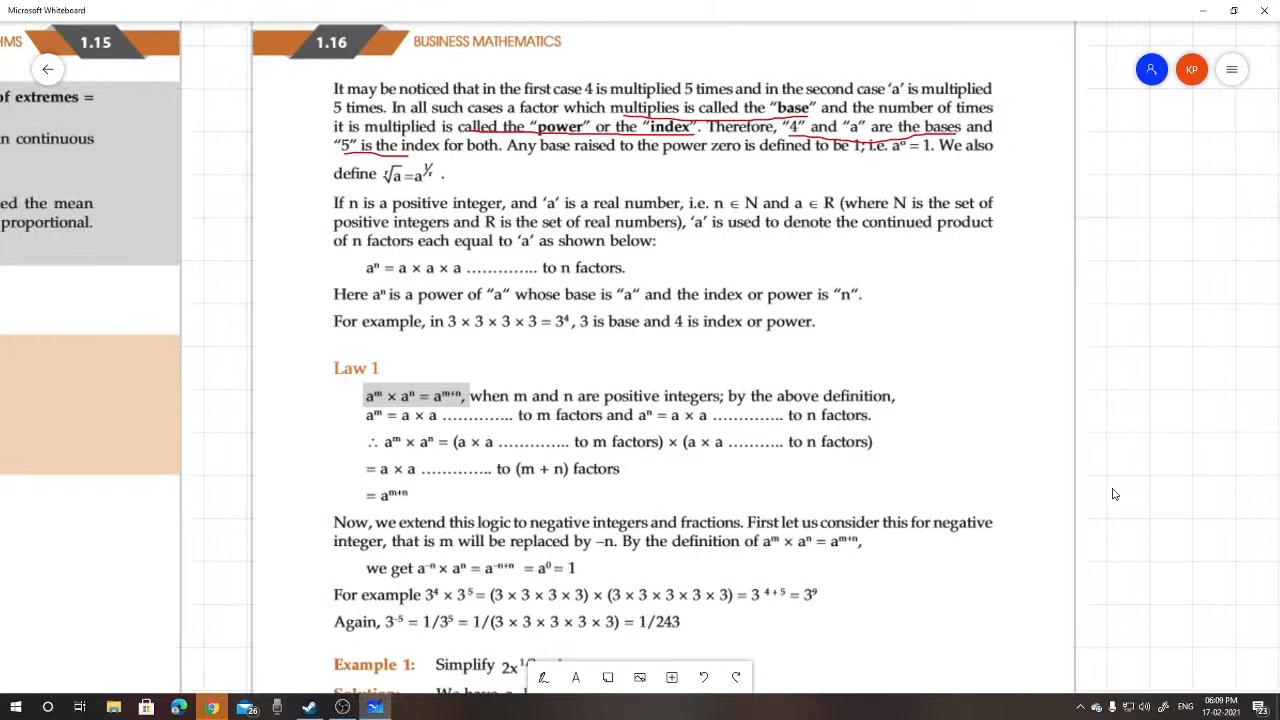 Microsoft Whiteboard
HMS
1.15
of extremes =
n continuous
ed the mean
proportional.
1.16
BUSINESS MATHEMATICS
KP
It may be noticed that in the first case 4 is multiplied 5 times and in the second case ‘a’ is multiplied
5 times. In all such cases a factor which multiplies is called the “base” and the number of times
it is multiplied is called the “power” or the “index”. Therefore, “4” and “a” are the bases and
“5” is the index for both. Any base raised to the power zero is defined to be 1; i.e. aº = 1. We also
define ʳ√a = a^1/r .
If n is a positive integer, and ‘a’ is a real number, i.e. n ∈ N and a ∈ R (where N is the set of
positive integers and R is the set of real numbers), ‘a’ is used to denote the continued product
of n factors each equal to ‘a’ as shown below:
aⁿ = a × a × a ………….. to n factors.
Here aⁿ is a power of “a” whose base is “a” and the index or power is “n”.
For example, in 3 × 3 × 3 × 3 = 3⁴, 3 is base and 4 is index or power.
Law 1
aᵐ × aⁿ = aᵐ⁺ⁿ, when m and n are positive integers; by the above definition,
aᵐ = a × a ………….. to m factors and aⁿ = a × a ………….. to n factors.
∴ aᵐ × aⁿ = (a × a ………….. to m factors) × (a × a ……….. to n factors)
= a × a ………….. to (m + n) factors
= aᵐ⁺ⁿ
Now, we extend this logic to negative integers and fractions. First let us consider this for negative
integer, that is m will be replaced by –n. By the definition of aᵐ × aⁿ = aᵐ⁺ⁿ,
we get a⁻ⁿ × aⁿ = a⁻ⁿ⁺ⁿ = a⁰ = 1
For example 3⁴ × 3⁵ = (3 × 3 × 3 × 3) × (3 × 3 × 3 × 3 × 3) = 3 ⁴ ⁺ ⁵ = 3⁹
Again, 3⁻⁵ = 1/3⁵ = 1/(3 × 3 × 3 × 3 × 3) = 1/243
Example 1: Simplify 2x
A
26
06:09 PM
17-02-2021
23